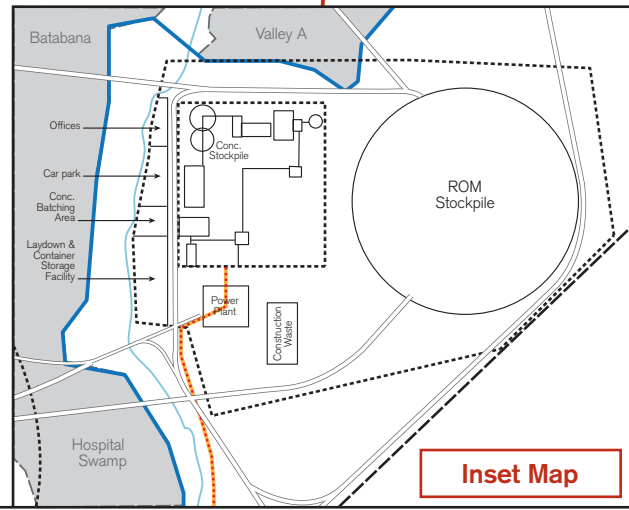 Batabana
Valley A
Offices
Car park
Conc.
Batching
Area
Laydown &
Container
Storage
Facility
Conc.
Stockpile
ROM
Stockpile
Power
Plant
Construction
Waste
Hospital
Swamp
Inset Map